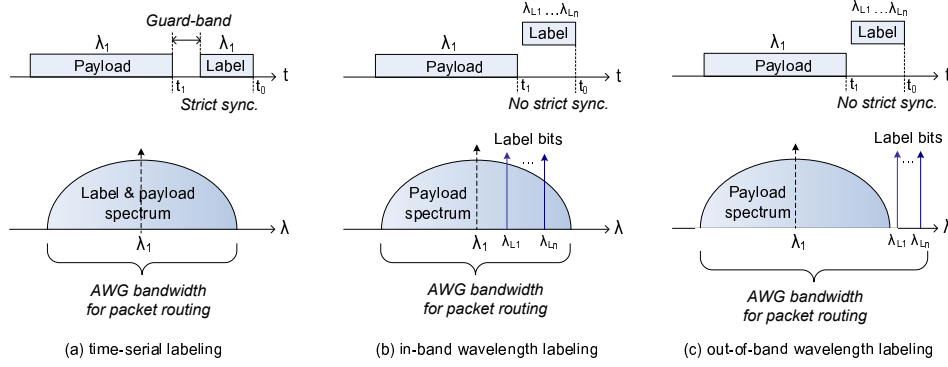 Guard-band
λ1
λ1
Payload
Label
t
t1
t0
Strict sync.
Label & payload
spectrum
λ
λ1
AWG bandwidth
for packet routing
(a) time-serial labeling
λL1 ...λLn
Label
λ1
Payload
t
t1
t0
No strict sync.
Label bits
...
Payload
spectrum
λ
λ1
λL1
λLn
AWG bandwidth
for packet routing
(b) in-band wavelength labeling
λL1 ...λLn
Label
λ1
Payload
t
t1
t0
No strict sync.
Label bits
...
Payload
spectrum
λ
λ1
λL1
λLn
AWG bandwidth
for packet routing
(c) out-of-band wavelength labeling